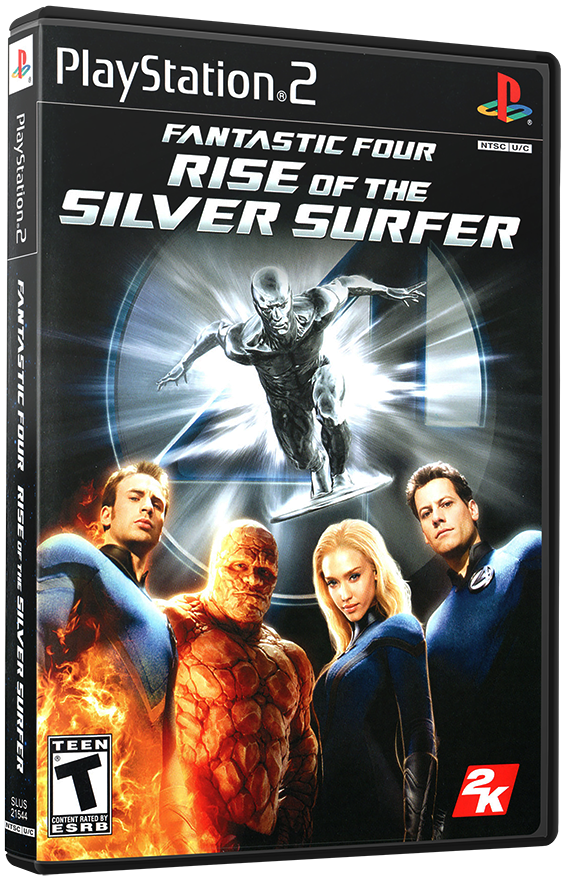 PlayStation®2
NTSC U/C
FANTASTIC FOUR
RISE OF THE
SILVER SURFER
4
TEEN
T
CONTENT RATED BY
ESRB
2K
PlayStation®2
FANTASTIC FOUR RISE OF THE SILVER SURFER
SLUS
21544
NTSC U/C